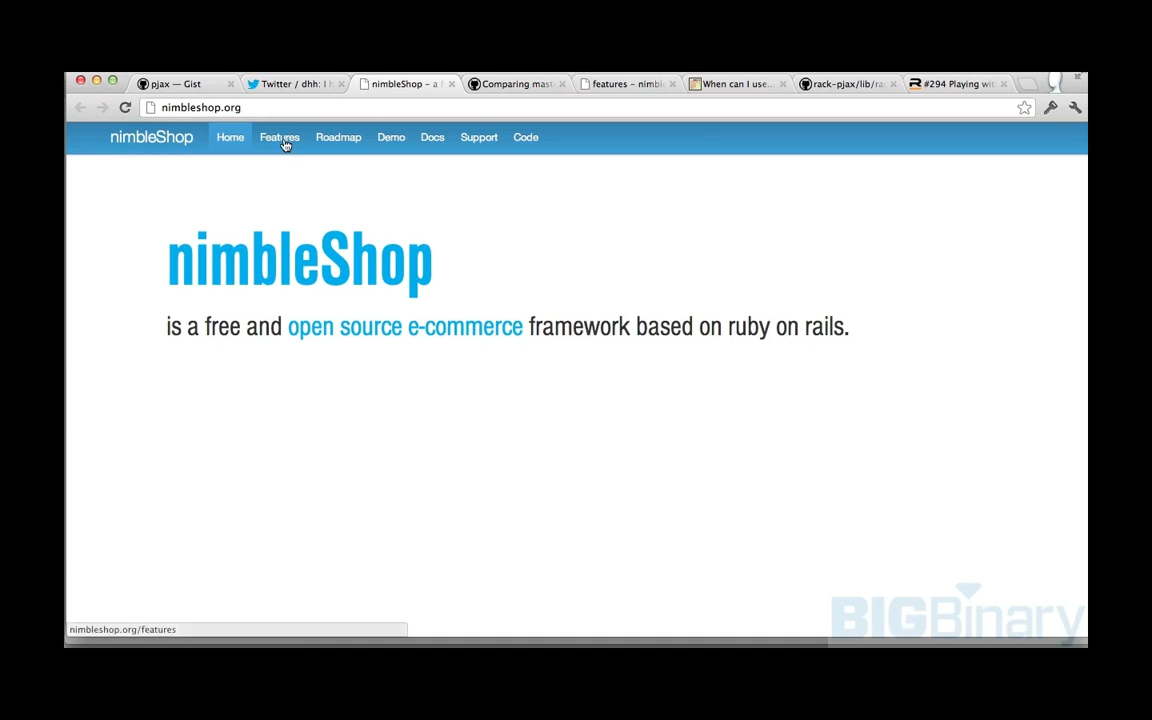 pjax — Gist
Twitter / dhh: I h
nimbleShop – a f
Comparing mast
features – nimbl
When can I use...
rack-pjax/lib/ra
#294 Playing wit
nimbleshop.org
nimbleShop Home Features Roadmap Demo Docs Support Code
nimbleShop
is a free and open source e-commerce framework based on ruby on rails.
nimbleshop.org/features
BIGBinary